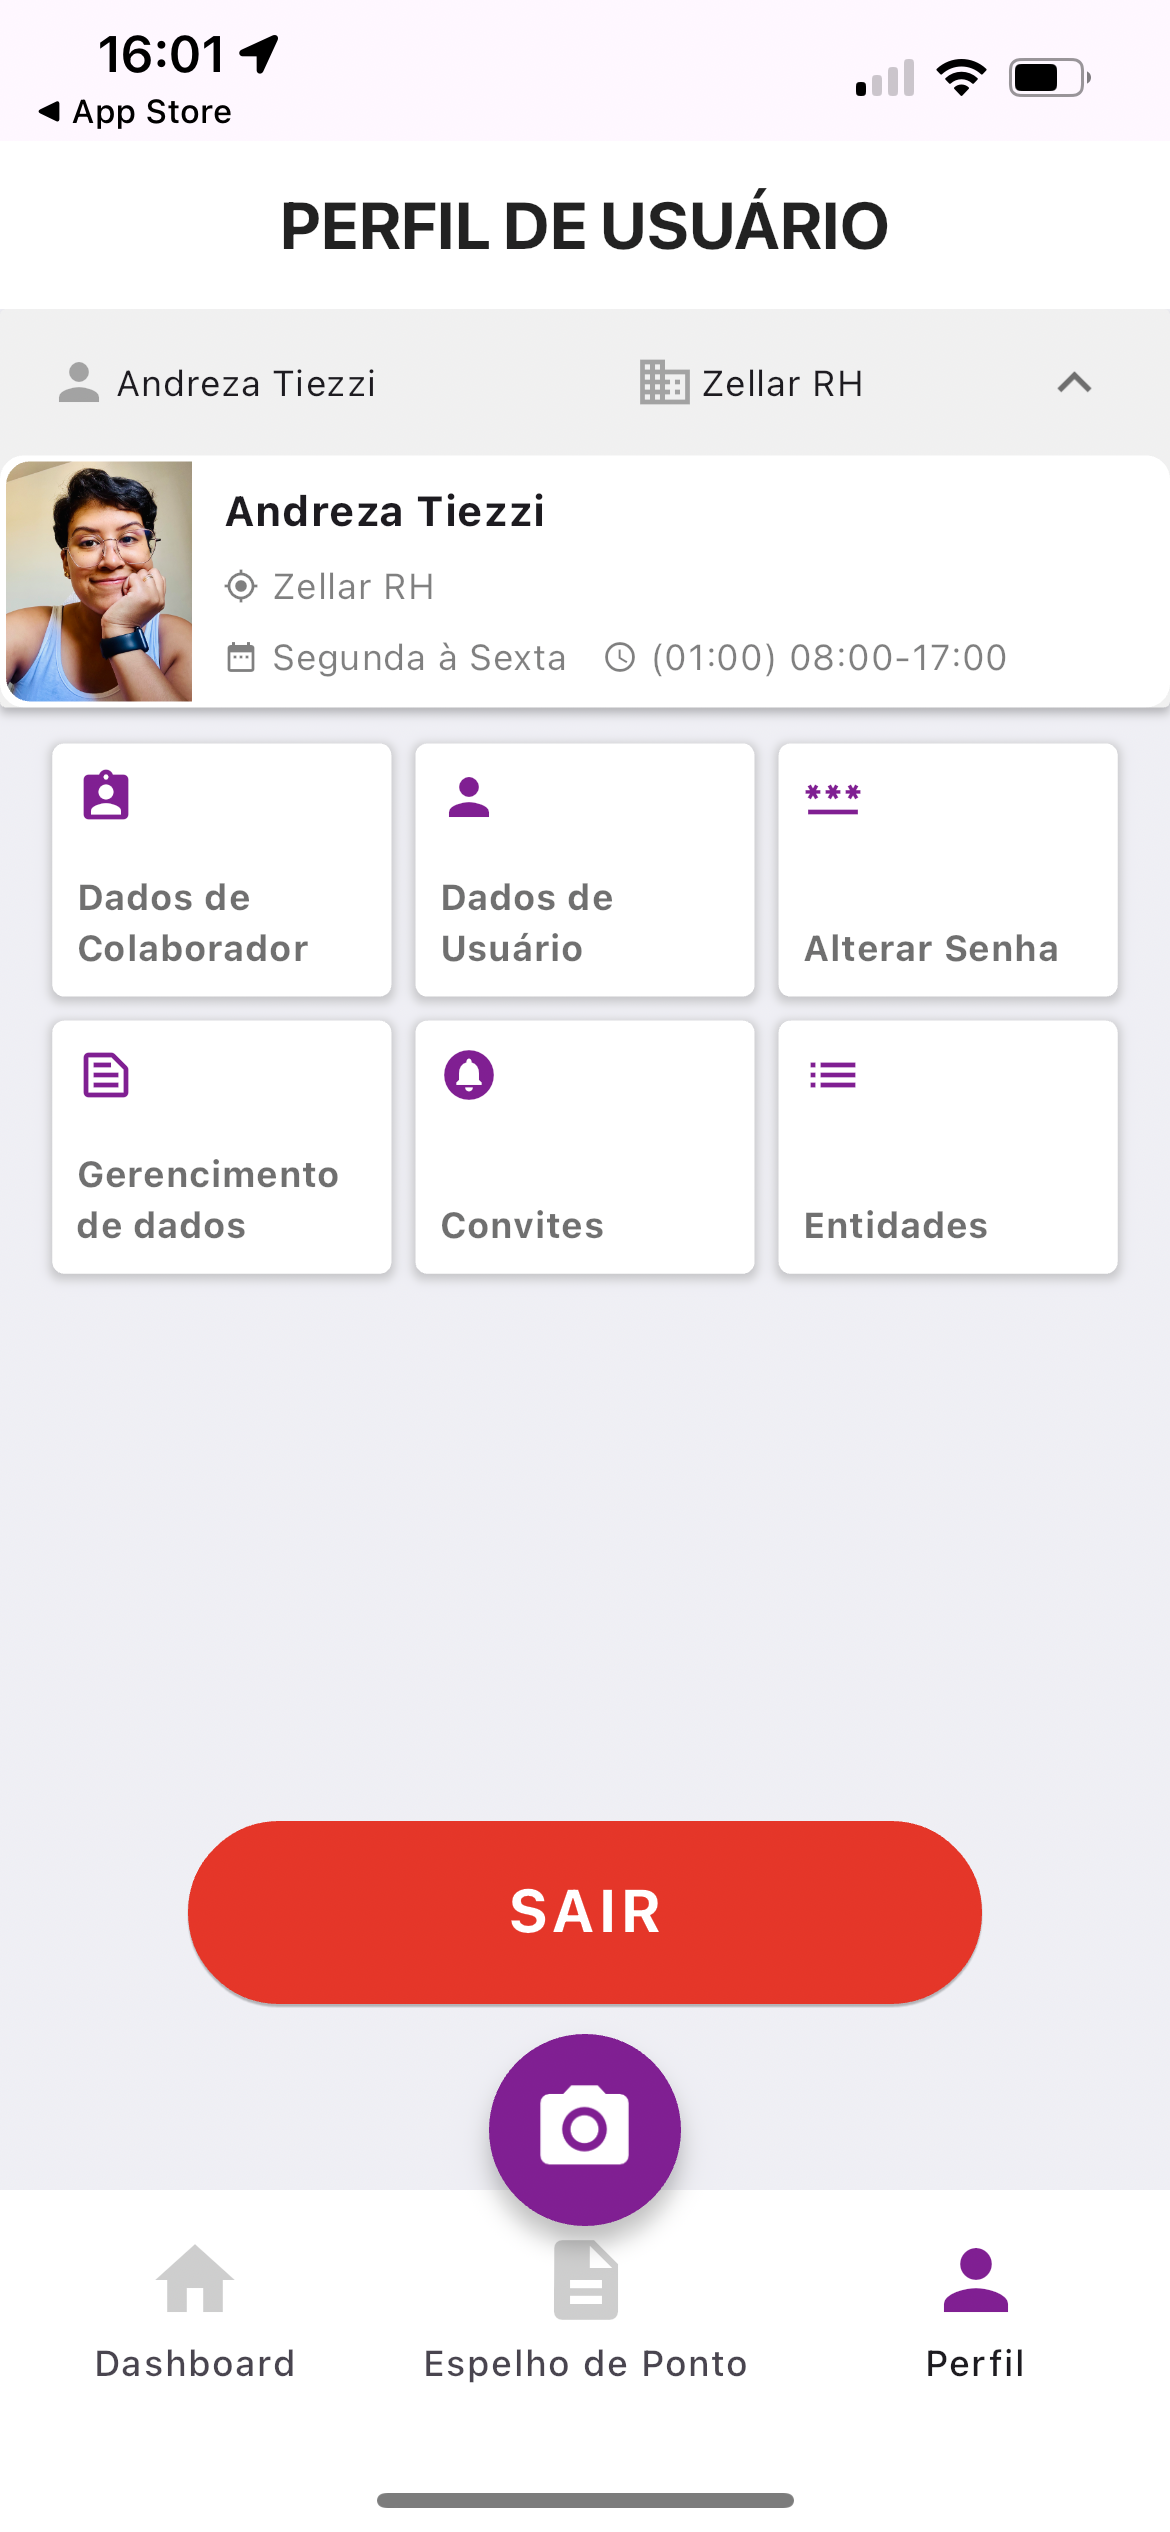 16:01
App Store
PERFIL DE USUÁRIO
Andreza Tiezzi
Zellar RH
Andreza Tiezzi
Zellar RH
Segunda à Sexta (01:00) 08:00-17:00
Dados de
Colaborador
Dados de
Usuário
***
Alterar Senha
Gerencimento
de dados
Convites
Entidades
SAIR
Dashboard
Espelho de Ponto
Perfil